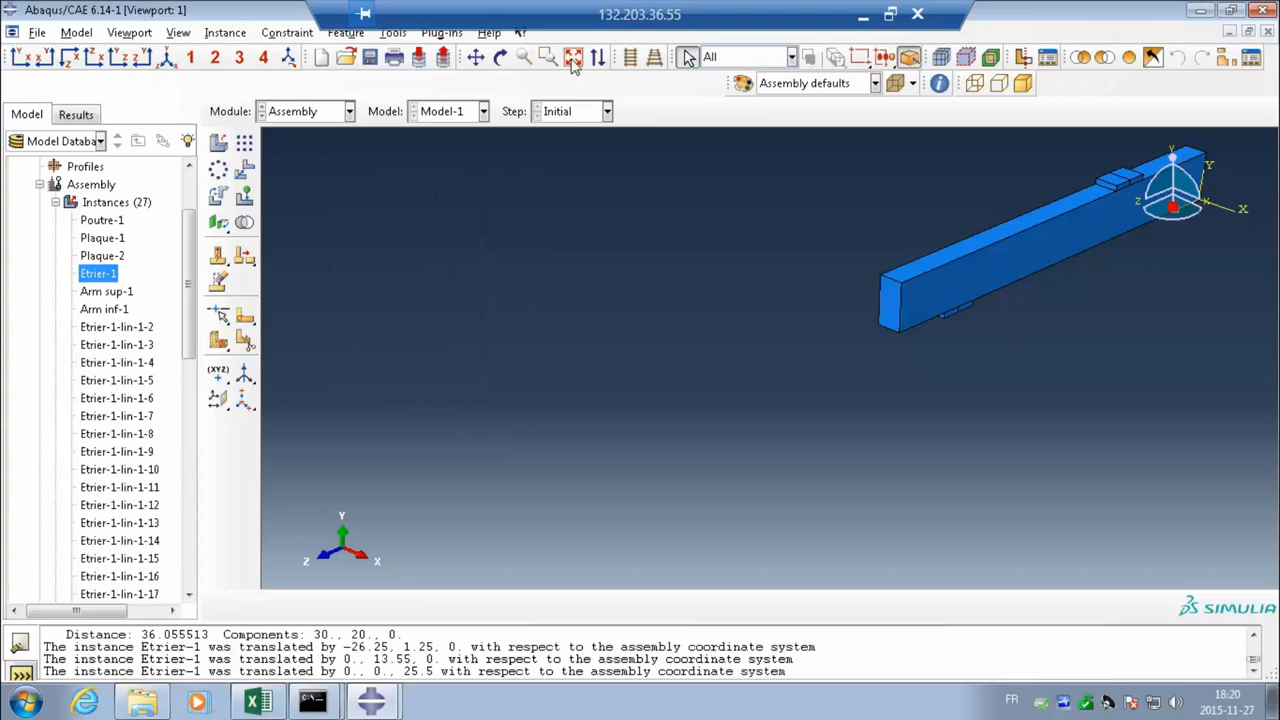 Abaqus/CAE 6.14-1 [Viewport: 1]
132.203.36.55
File Model Viewport View Instance Constraint Feature Tools Plug-ins Help
1 2 3 4
All
Assembly defaults
Model Results
Module: Assembly Model: Model-1 Step: Initial
Model Databa
Profiles
Assembly
Instances (27)
Poutre-1
Plaque-1
Plaque-2
Etrier-1
Arm sup-1
Arm inf-1
Etrier-1-lin-1-2
Etrier-1-lin-1-3
Etrier-1-lin-1-4
Etrier-1-lin-1-5
Etrier-1-lin-1-6
Etrier-1-lin-1-7
Etrier-1-lin-1-8
Etrier-1-lin-1-9
Etrier-1-lin-1-10
Etrier-1-lin-1-11
Etrier-1-lin-1-12
Etrier-1-lin-1-13
Etrier-1-lin-1-14
Etrier-1-lin-1-15
Etrier-1-lin-1-16
Etrier-1-lin-1-17
(XYZ)
Y
Y
Z
X
X
Y
Z
X
SIMULIA
Distance: 36.055513 Components: 30., 20., 0.
The instance Etrier-1 was translated by -26.25, 1.25, 0. with respect to the assembly coordinate system
The instance Etrier-1 was translated by 0., 13.55, 0. with respect to the assembly coordinate system
The instance Etrier-1 was translated by 0., 0., 25.5 with respect to the assembly coordinate system
FR
18:20
2015-11-27